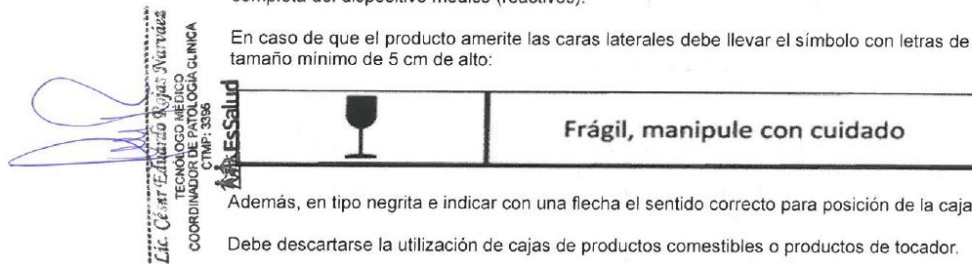 completa del dispositivo médico (reactivos).
En caso de que el producto amerite las caras laterales debe llevar el símbolo con letras de
tamaño mínimo de 5 cm de alto:
Frágil, manipule con cuidado
Además, en tipo negrita e indicar con una flecha el sentido correcto para posición de la caja
Debe descartarse la utilización de cajas de productos comestibles o productos de tocador.
Lic. César Eduardo Rojas Narváez
TECNÓLOGO MÉDICO
COORDINADOR DE PATOLOGÍA CLINICA
CTMP: 3395
EsSalud